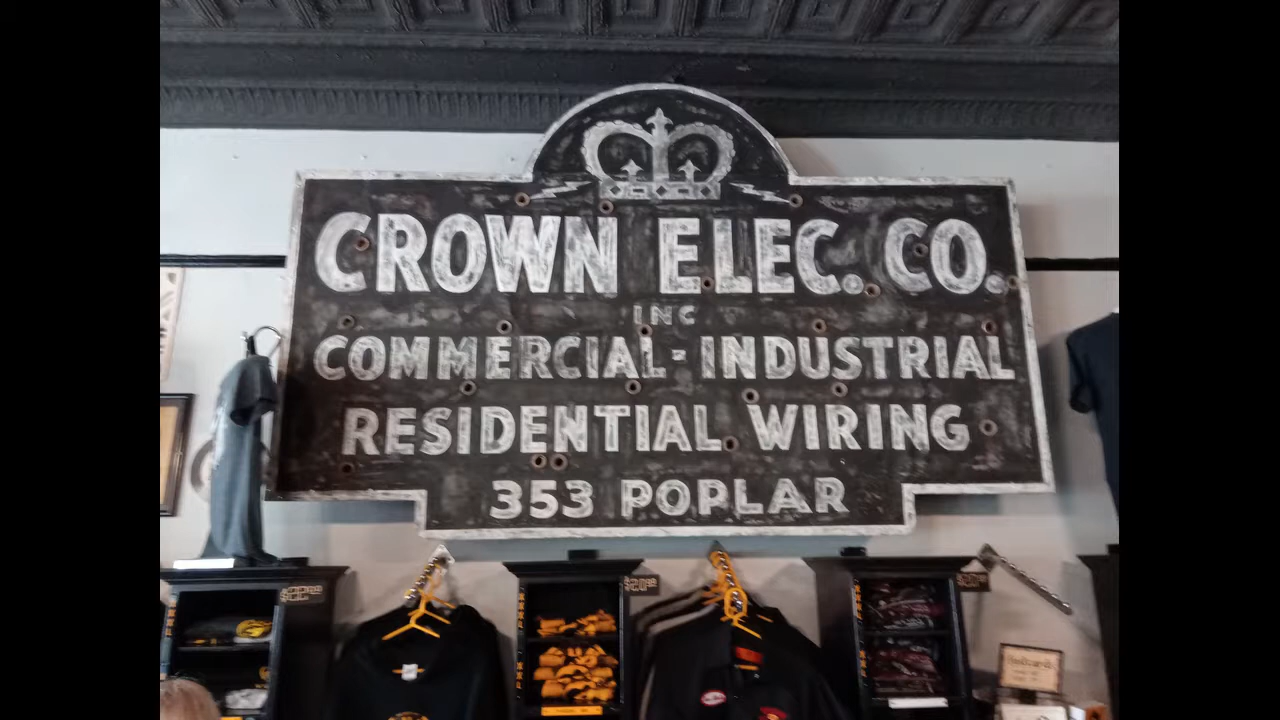 CROWN ELEC. CO.
INC
COMMERCIAL - INDUSTRIAL
RESIDENTIAL WIRING
353 POPLAR